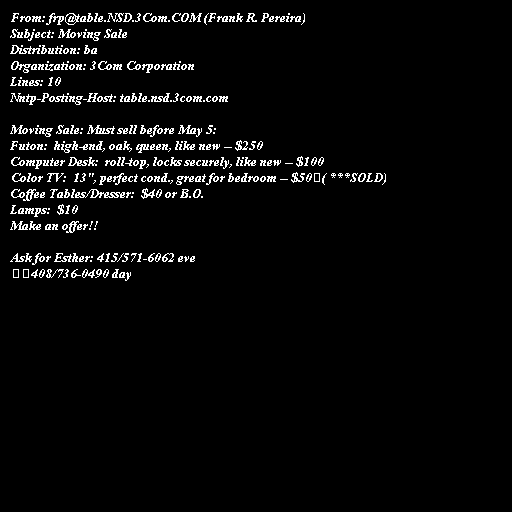 From: frp@table.NSD.3Com.COM (Frank R. Pereira)
Subject: Moving Sale
Distribution: ba
Organization: 3Com Corporation
Lines: 10
Nntp-Posting-Host: table.nsd.3com.com

Moving Sale: Must sell before May 5:
Futon:  high-end, oak, queen, like new -- $250
Computer Desk:  roll-top, locks securely, like new -- $100
Color TV:  13", perfect cond., great for bedroom -- $50 ( ***SOLD)
Coffee Tables/Dresser:  $40 or B.O.
Lamps:  $10
Make an offer!!

Ask for Esther: 415/571-6062 eve
408/736-0490 day